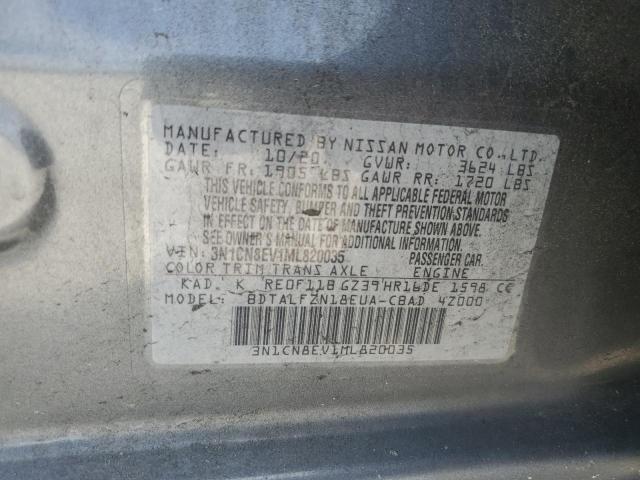 MANUFACTURED BY NISSAN MOTOR CO., LTD.
DATE: 10/20 GVWR: 3624 LBS
GAWR FR: 1905 LBS GAWR RR: 1720 LBS
THIS VEHICLE CONFORMS TO ALL APPLICABLE FEDERAL MOTOR
VEHICLE SAFETY, BUMPER AND THEFT PREVENTION STANDARDS
IN EFFECT ON THE DATE OF MANUFACTURE SHOWN ABOVE.
SEE OWNER'S MANUAL FOR ADDITIONAL INFORMATION.
VIN: 3N1CN8EV1ML820035 PASSENGER CAR.
COLOR TRIM TRANS AXLE ENGINE
KAD K RE0F11B GZ39 HR16DE 1598 CC
MODEL: BDTALFZN18EUA-CBAD 4Z000
3N1CN8EV1ML820035